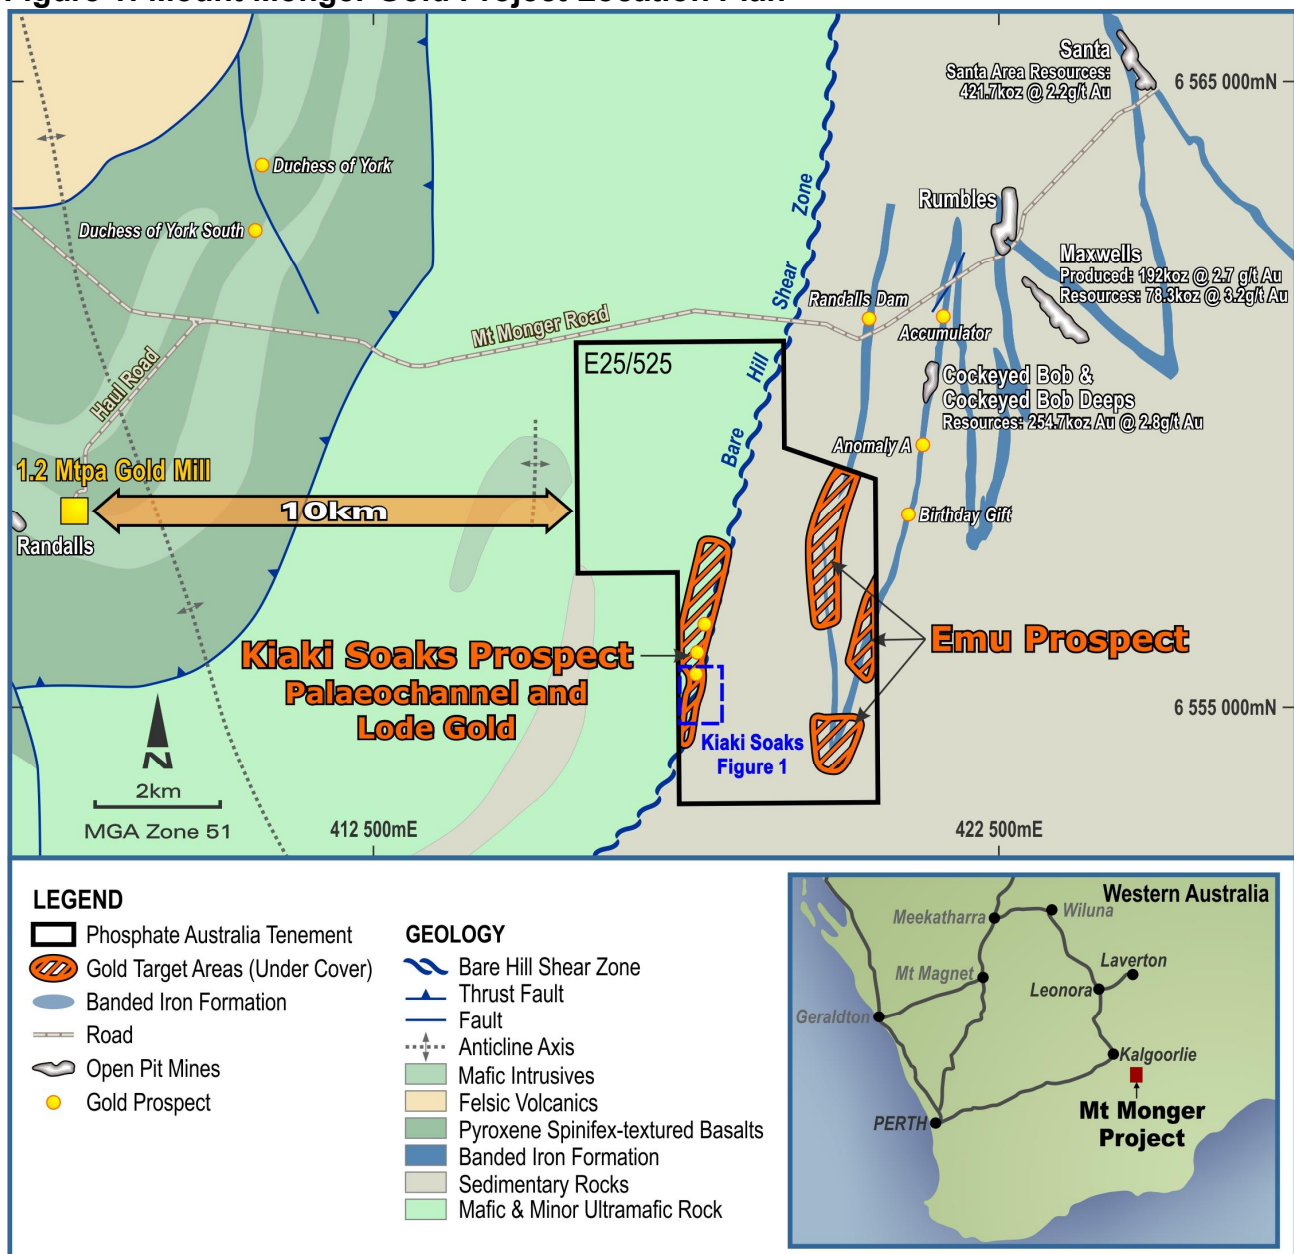 Figure 1: Mount Monger Gold Project Location Plan
Santa
Santa Area Resources:
421.7koz @ 2.2g/t Au
6 565 000mN
Duchess of York
Duchess of York South
Rumbles
Maxwells
Produced: 192koz @ 2.7 g/t Au
Resources: 78.3koz @ 3.2g/t Au
Bare Hill Shear Zone
Randalls Dam
Accumulator
Mt Monger Road
Haul Road
E25/525
Cockeyed Bob &
Cockeyed Bob Deeps
Resources: 254.7koz Au @ 2.8g/t Au
Anomaly A
1.2 Mtpa Gold Mill
10km
Birthday Gift
Randalls
Kiaki Soaks Prospect
Palaeochannel and
Lode Gold
Emu Prospect
6 555 000mN
Kiaki Soaks
Figure 1
N
2km
MGA Zone 51
412 500mE
422 500mE
LEGEND
Phosphate Australia Tenement
Gold Target Areas (Under Cover)
Banded Iron Formation
Road
Open Pit Mines
Gold Prospect
GEOLOGY
Bare Hill Shear Zone
Thrust Fault
Fault
Anticline Axis
Mafic Intrusives
Felsic Volcanics
Pyroxene Spinifex-textured Basalts
Banded Iron Formation
Sedimentary Rocks
Mafic & Minor Ultramafic Rock
Western Australia
Meekatharra
Wiluna
Mt Magnet
Laverton
Leonora
Geraldton
Kalgoorlie
PERTH
Mt Monger
Project